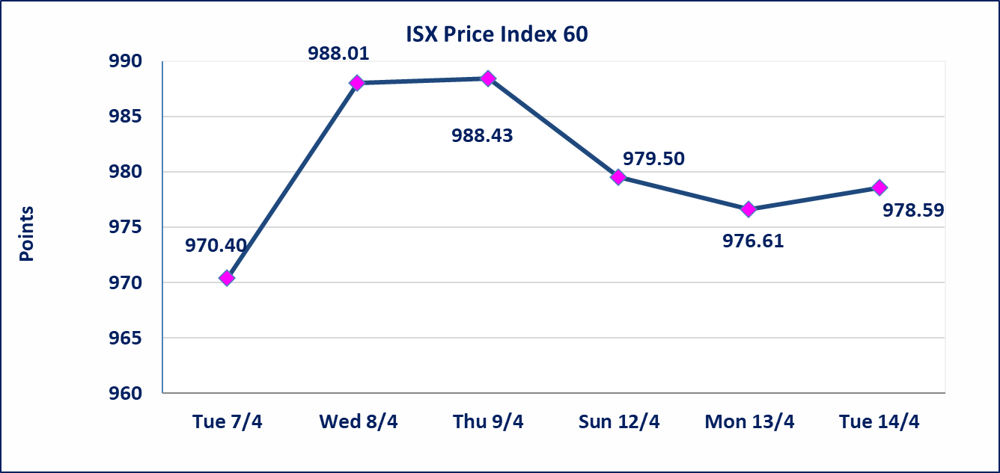 ISX Price Index 60
Points
990
985
980
975
970
965
960
970.40
988.01
988.43
979.50
976.61
978.59
Tue 7/4
Wed 8/4
Thu 9/4
Sun 12/4
Mon 13/4
Tue 14/4